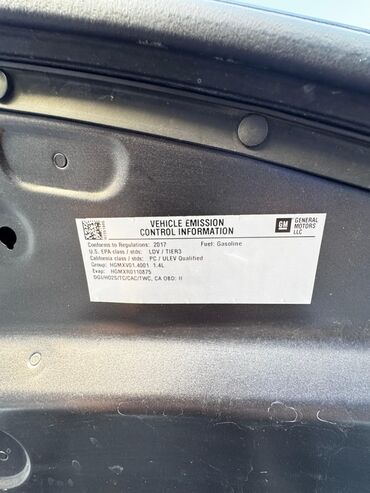 VEHICLE EMISSION
CONTROL INFORMATION
GM
GENERAL
MOTORS
LLC
Conforms to Regulations: 2017 Fuel: Gasoline
U.S. EPA class / stds: LDV / TIER3
California class / stds: PC / ULEV Qualified
Group: HGMXV01.4001 1.4L
Evap: HGMXR0110875
DGI/HO2S/TC/CAC/TWC, CA OBD: II